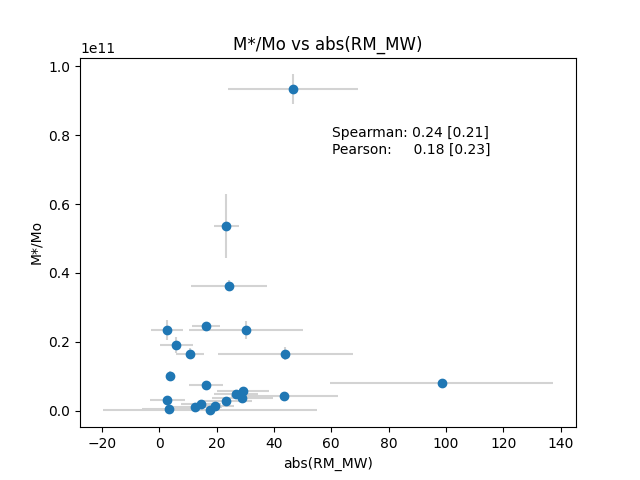 M*/Mo vs abs(RM_MW)
1e11
1.0
0.8
0.6
0.4
0.2
0.0
M*/Mo
Spearman: 0.24 [0.21]
Pearson: 0.18 [0.23]
−20 0 20 40 60 80 100 120 140
abs(RM_MW)